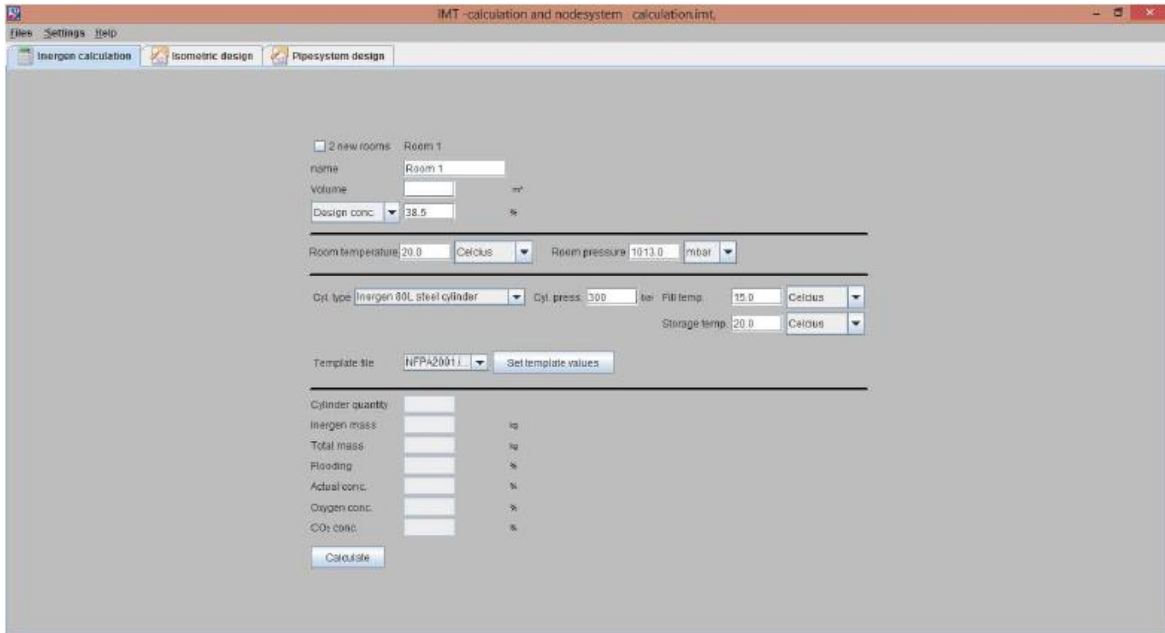 IMT -calculation and nodesystem calculation.imt,
Files Settings Help
Inergen calculation Isometric design Pipesystem design
2 new rooms Room 1
name Room 1
Volume m³
Design conc. 38.5 %
Room temperature 20.0 Celcius Room pressure 1013.0 mbar
Cyl. type Inergen 80L steel cylinder Cyl. press. 300 bar Fill temp. 15.0 Celcius
Storage temp. 20.0 Celcius
Template file NFPA2001 i... Set template values
Cylinder quantity
Inergen mass kg
Total mass kg
Flooding %
Actual conc. %
Oxygen conc. %
CO₂ conc. %
Calculate